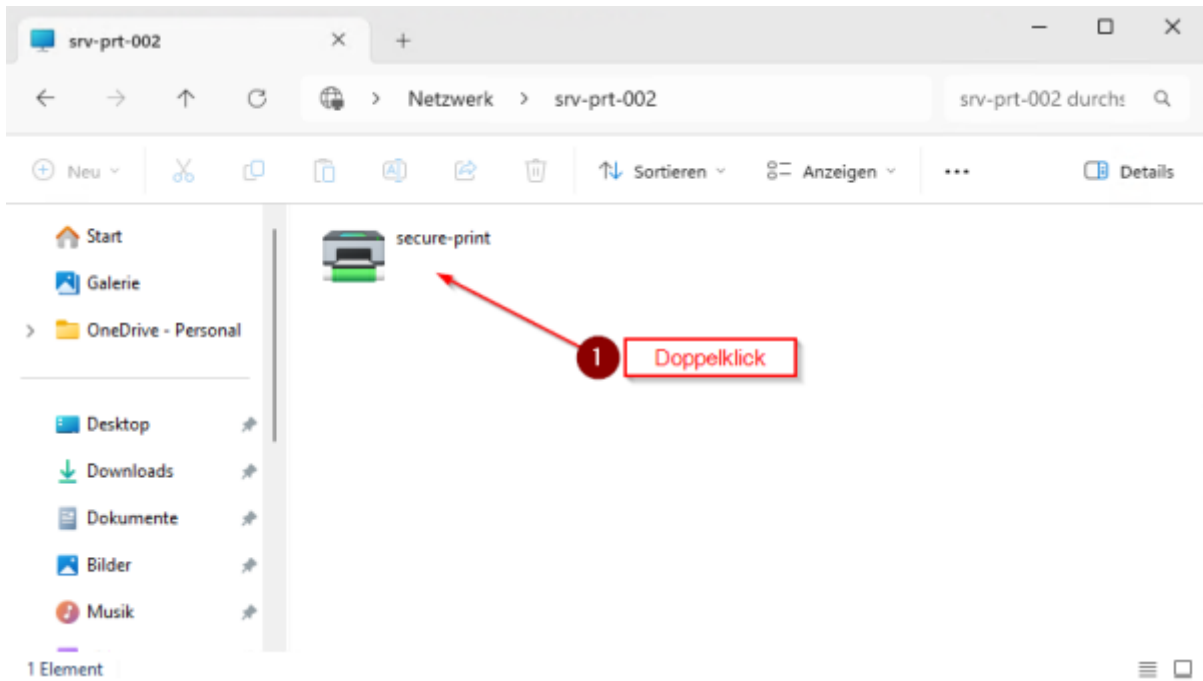 srv-prt-002
Netzwerk > srv-prt-002
srv-prt-002 durchs
Neu
Sortieren
Anzeigen
...
Details
Start
Galerie
OneDrive - Personal
Desktop
Downloads
Dokumente
Bilder
Musik
secure-print
1 Doppelklick
1 Element